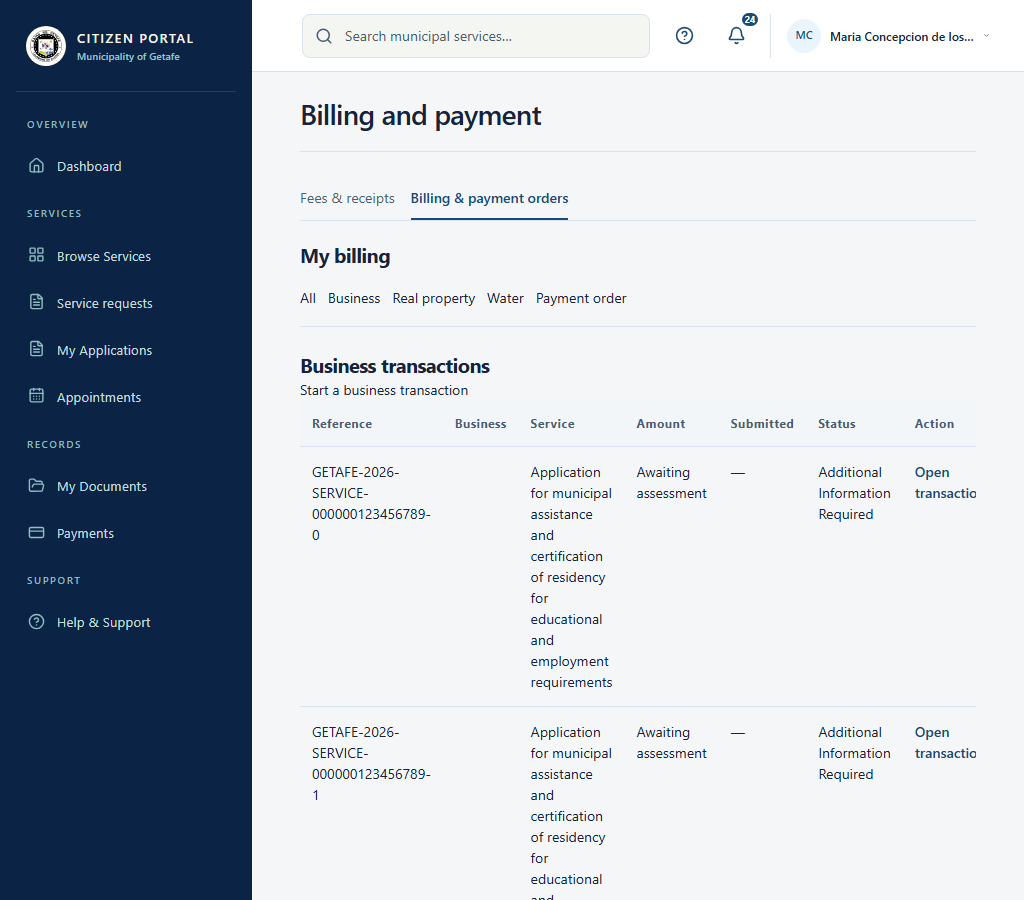 CITIZEN PORTAL
Municipality of Getafe
OVERVIEW
Dashboard
SERVICES
Browse Services
Service requests
My Applications
Appointments
RECORDS
My Documents
Payments
SUPPORT
Help & Support
Search municipal services...
24
MC
Maria Concepcion de los...
Billing and payment
Fees & receipts
Billing & payment orders
My billing
All Business Real property Water Payment order
Business transactions
Start a business transaction
Reference Business Service Amount Submitted Status Action
GETAFE-2026-
SERVICE-
000000123456789-
0
Application
for municipal
assistance
and
certification
of residency
for
educational
and
employment
requirements
Awaiting
assessment
—
Additional
Information
Required
Open
transactio
GETAFE-2026-
SERVICE-
000000123456789-
1
Application
for municipal
assistance
and
certification
of residency
for
educational
and
Awaiting
assessment
—
Additional
Information
Required
Open
transactio